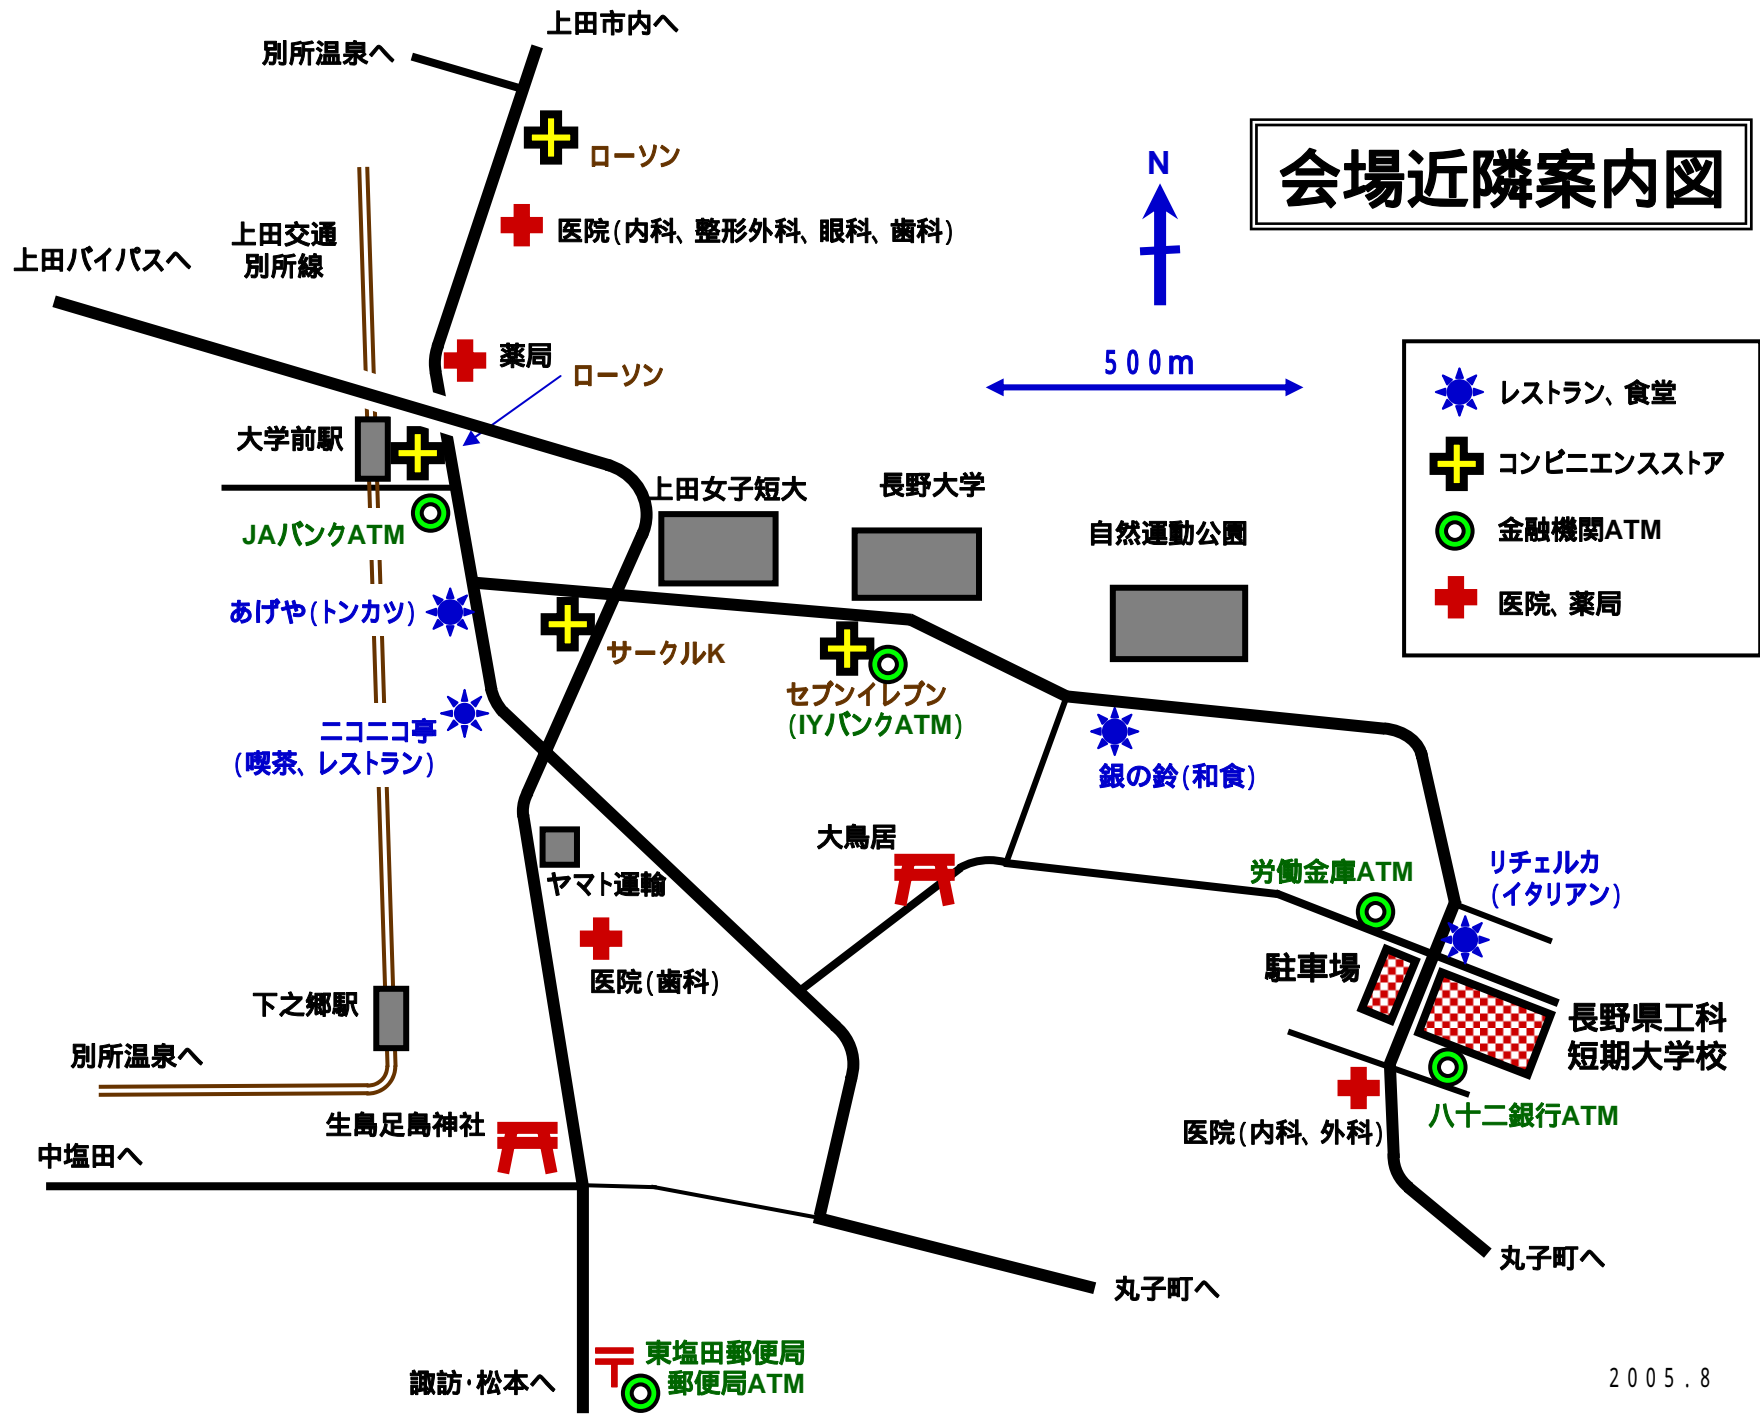 上田市内へ
別所温泉へ
ローソン
会場近隣案内図
N
医院(内科、整形外科、眼科、歯科)
上田交通
別所線
上田バイパスへ
薬局
ローソン
500m
レストラン、食堂
コンビニエンスストア
金融機関ATM
医院、薬局
大学前駅
上田女子短大
長野大学
自然運動公園
JAバンクATM
あげや(トンカツ)
サークルK
セブンイレブン
(IYバンクATM)
ニコニコ亭
(喫茶、レストラン)
銀の鈴(和食)
大鳥居
労働金庫ATM
リチェルカ
(イタリアン)
ヤマト運輸
医院(歯科)
駐車場
長野県工科
短期大学校
下之郷駅
別所温泉へ
生島足島神社
医院(内科、外科)
八十二銀行ATM
中塩田へ
丸子町へ
丸子町へ
東塩田郵便局
郵便局ATM
諏訪・松本へ
2005.8